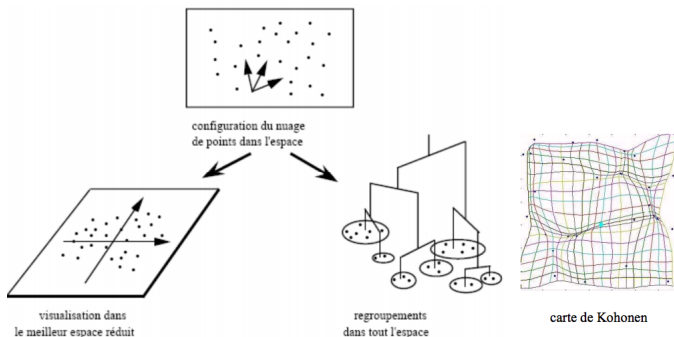 configuration du nuage
de points dans l'espace
visualisation dans
le meilleur espace réduit
regroupements
dans tout l'espace
carte de Kohonen